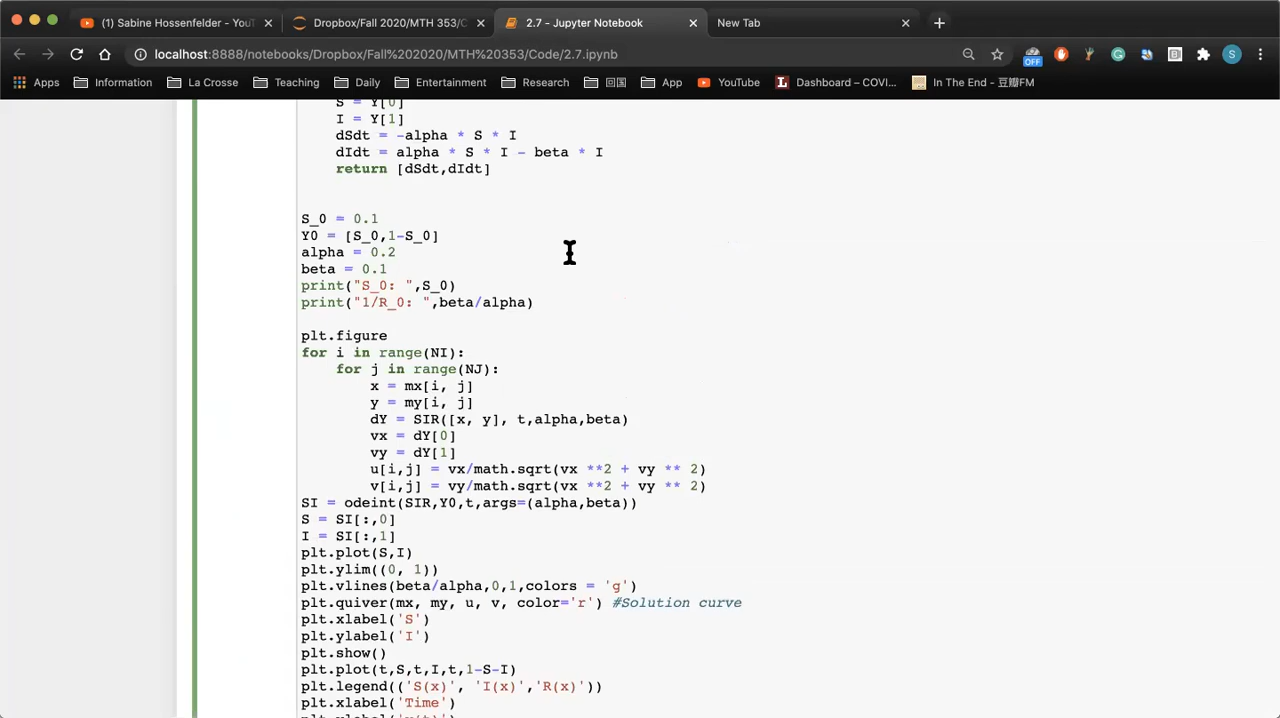 (1) Sabine Hossenfelder - YouT
Dropbox/Fall 2020/MTH 353/C
2.7 - Jupyter Notebook
New Tab
localhost:8888/notebooks/Dropbox/Fall%202020/MTH%20353/Code/2.7.ipynb
OFF
S
Apps
Information
La Crosse
Teaching
Daily
Entertainment
Research
回国
App
YouTube
Dashboard – COVI...
In The End - 豆瓣FM
S = Y[0]
I = Y[1]
dSdt = -alpha * S * I
dIdt = alpha * S * I - beta * I
return [dSdt,dIdt]
S_0 = 0.1
Y0 = [S_0,1-S_0]
alpha = 0.2
beta = 0.1
print("S_0: ",S_0)
print("1/R_0: ",beta/alpha)
plt.figure
for i in range(NI):
for j in range(NJ):
x = mx[i, j]
y = my[i, j]
dY = SIR([x, y], t,alpha,beta)
vx = dY[0]
vy = dY[1]
u[i,j] = vx/math.sqrt(vx **2 + vy ** 2)
v[i,j] = vy/math.sqrt(vx **2 + vy ** 2)
SI = odeint(SIR,Y0,t,args=(alpha,beta))
S = SI[:,0]
I = SI[:,1]
plt.plot(S,I)
plt.ylim((0, 1))
plt.vlines(beta/alpha,0,1,colors = 'g')
plt.quiver(mx, my, u, v, color='r') #Solution curve
plt.xlabel('S')
plt.ylabel('I')
plt.show()
plt.plot(t,S,t,I,t,1-S-I)
plt.legend(('S(x)', 'I(x)','R(x)'))
plt.xlabel('Time')